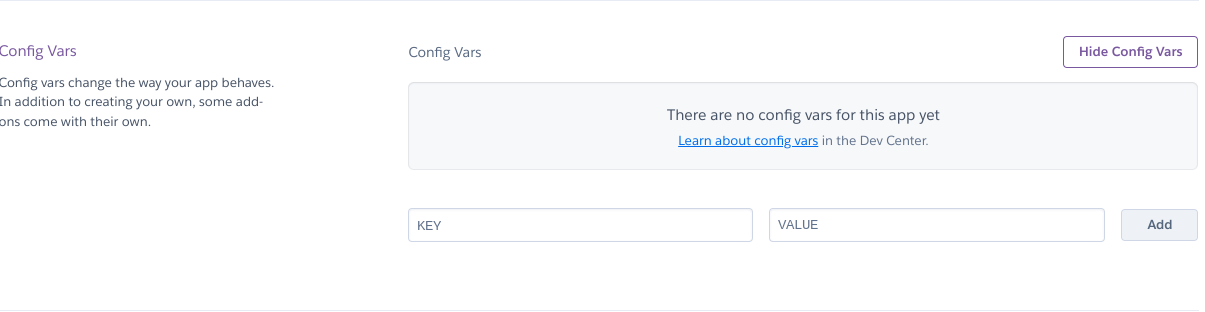 Config Vars
Config vars change the way your app behaves.
In addition to creating your own, some add-
ons come with their own.
Config Vars
Hide Config Vars
There are no config vars for this app yet
Learn about config vars in the Dev Center.
KEY
VALUE
Add